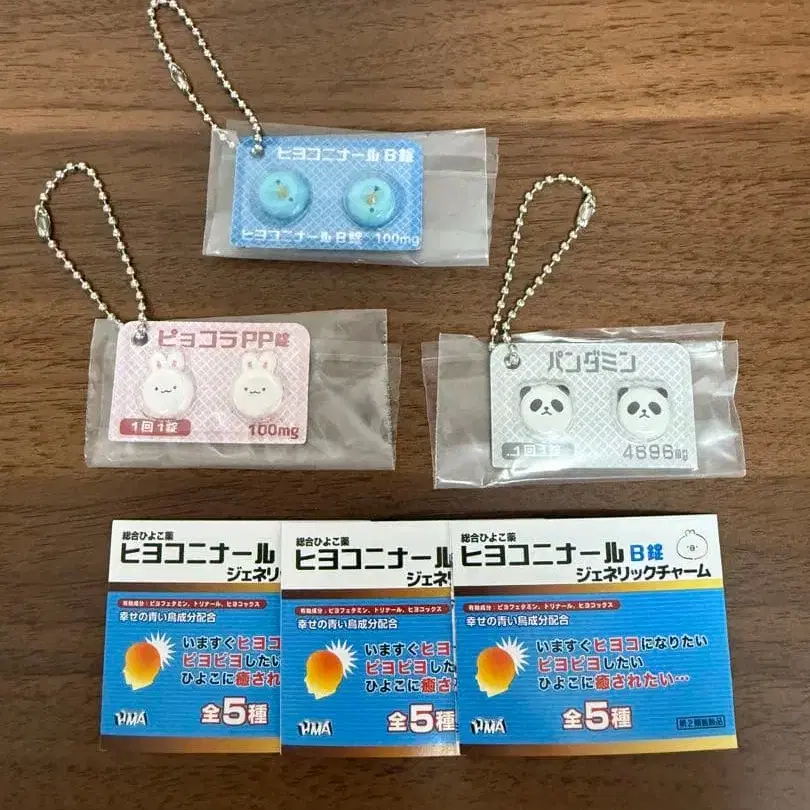 ヒヨコニナール B錠
ヒヨコニナール B錠 100mg
ピョコラPP錠
1回1錠
100mg
パンダミン
1回1錠
4696mg
総合ひよこ薬
ヒヨコニナール
ジェネリ
有効成分:ピヨフェタミン、トリナール、ヒヨコックス
幸せの青い鳥成分配合
いますぐヒヨコ
ピヨピヨした
ひよこに癒され
全5種
HMA
総合ひよこ薬
ヒヨコニナール
ジェネリ
有効成分:ピヨフェタミン、トリナール、ヒヨコックス
幸せの青い鳥成分配合
いますぐヒヨ
ピヨピヨした
ひよこに癒さ
全5種
HMA
総合ひよこ薬
ヒヨコニナール B錠
ジェネリックチャーム
有効成分:ピヨフェタミン、トリナール、ヒヨコックス
幸せの青い鳥成分配合
いますぐヒヨコになりたい
ピヨピヨしたい
ひよこに癒されたい…
全5種
HMA